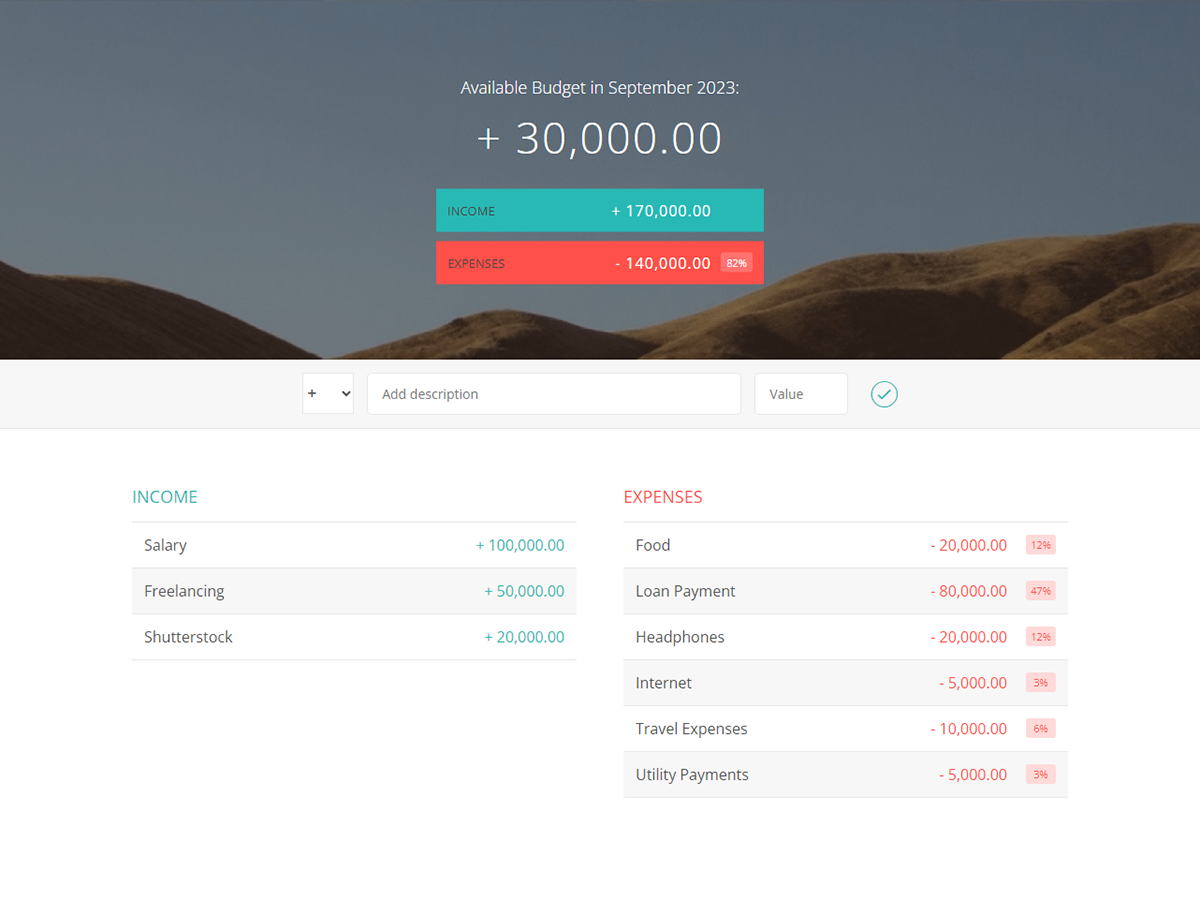 Available Budget in September 2023:
+ 30,000.00
INCOME + 170,000.00
EXPENSES - 140,000.00 82%
+ Add description Value
INCOME
Salary + 100,000.00
Freelancing + 50,000.00
Shutterstock + 20,000.00
EXPENSES
Food - 20,000.00 12%
Loan Payment - 80,000.00 47%
Headphones - 20,000.00 12%
Internet - 5,000.00 3%
Travel Expenses - 10,000.00 6%
Utility Payments - 5,000.00 3%